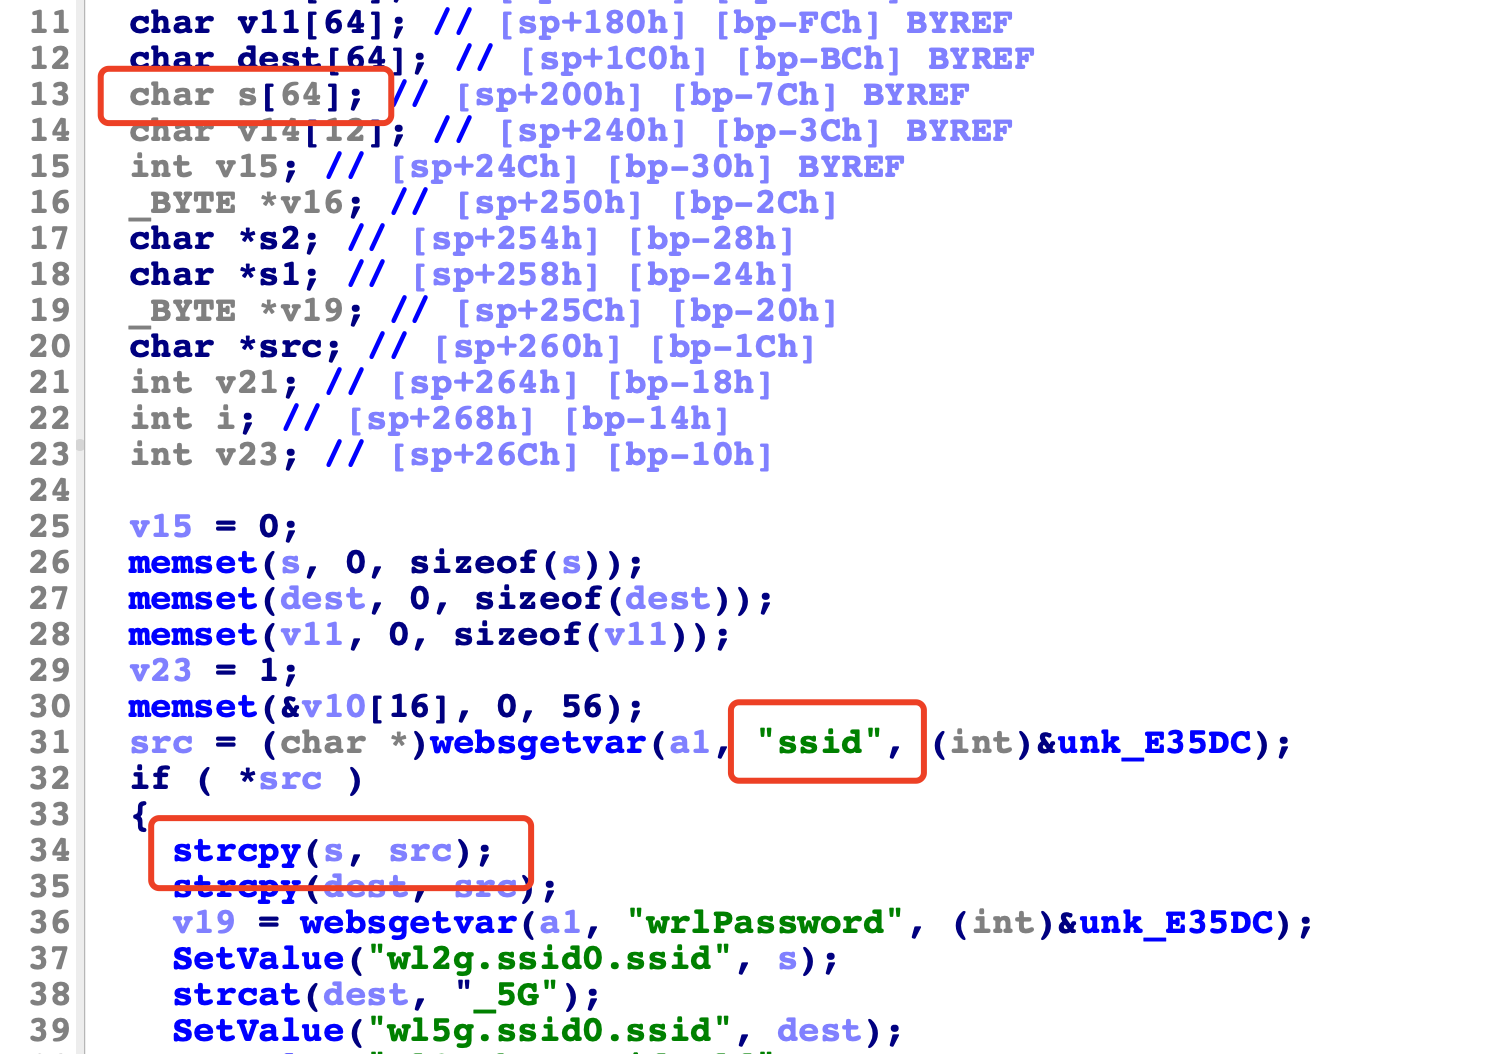 11 char v11[64]; // [sp+180h] [bp-FCh] BYREF
12 char dest[64]; // [sp+1C0h] [bp-BCh] BYREF
13 char s[64]; // [sp+200h] [bp-7Ch] BYREF
14 char v14[12]; // [sp+240h] [bp-3Ch] BYREF
15 int v15; // [sp+24Ch] [bp-30h] BYREF
16 _BYTE *v16; // [sp+250h] [bp-2Ch]
17 char *s2; // [sp+254h] [bp-28h]
18 char *s1; // [sp+258h] [bp-24h]
19 _BYTE *v19; // [sp+25Ch] [bp-20h]
20 char *src; // [sp+260h] [bp-1Ch]
21 int v21; // [sp+264h] [bp-18h]
22 int i; // [sp+268h] [bp-14h]
23 int v23; // [sp+26Ch] [bp-10h]
24
25 v15 = 0;
26 memset(s, 0, sizeof(s));
27 memset(dest, 0, sizeof(dest));
28 memset(v11, 0, sizeof(v11));
29 v23 = 1;
30 memset(&v10[16], 0, 56);
31 src = (char *)websgetvar(a1, "ssid", (int)&unk_E35DC);
32 if ( *src )
33 {
34 strcpy(s, src);
35 strcpy(dest, src);
36 v19 = websgetvar(a1, "wrlPassword", (int)&unk_E35DC);
37 SetValue("wl2g.ssid0.ssid", s);
38 strcat(dest, "_5G");
39 SetValue("wl5g.ssid0.ssid", dest);